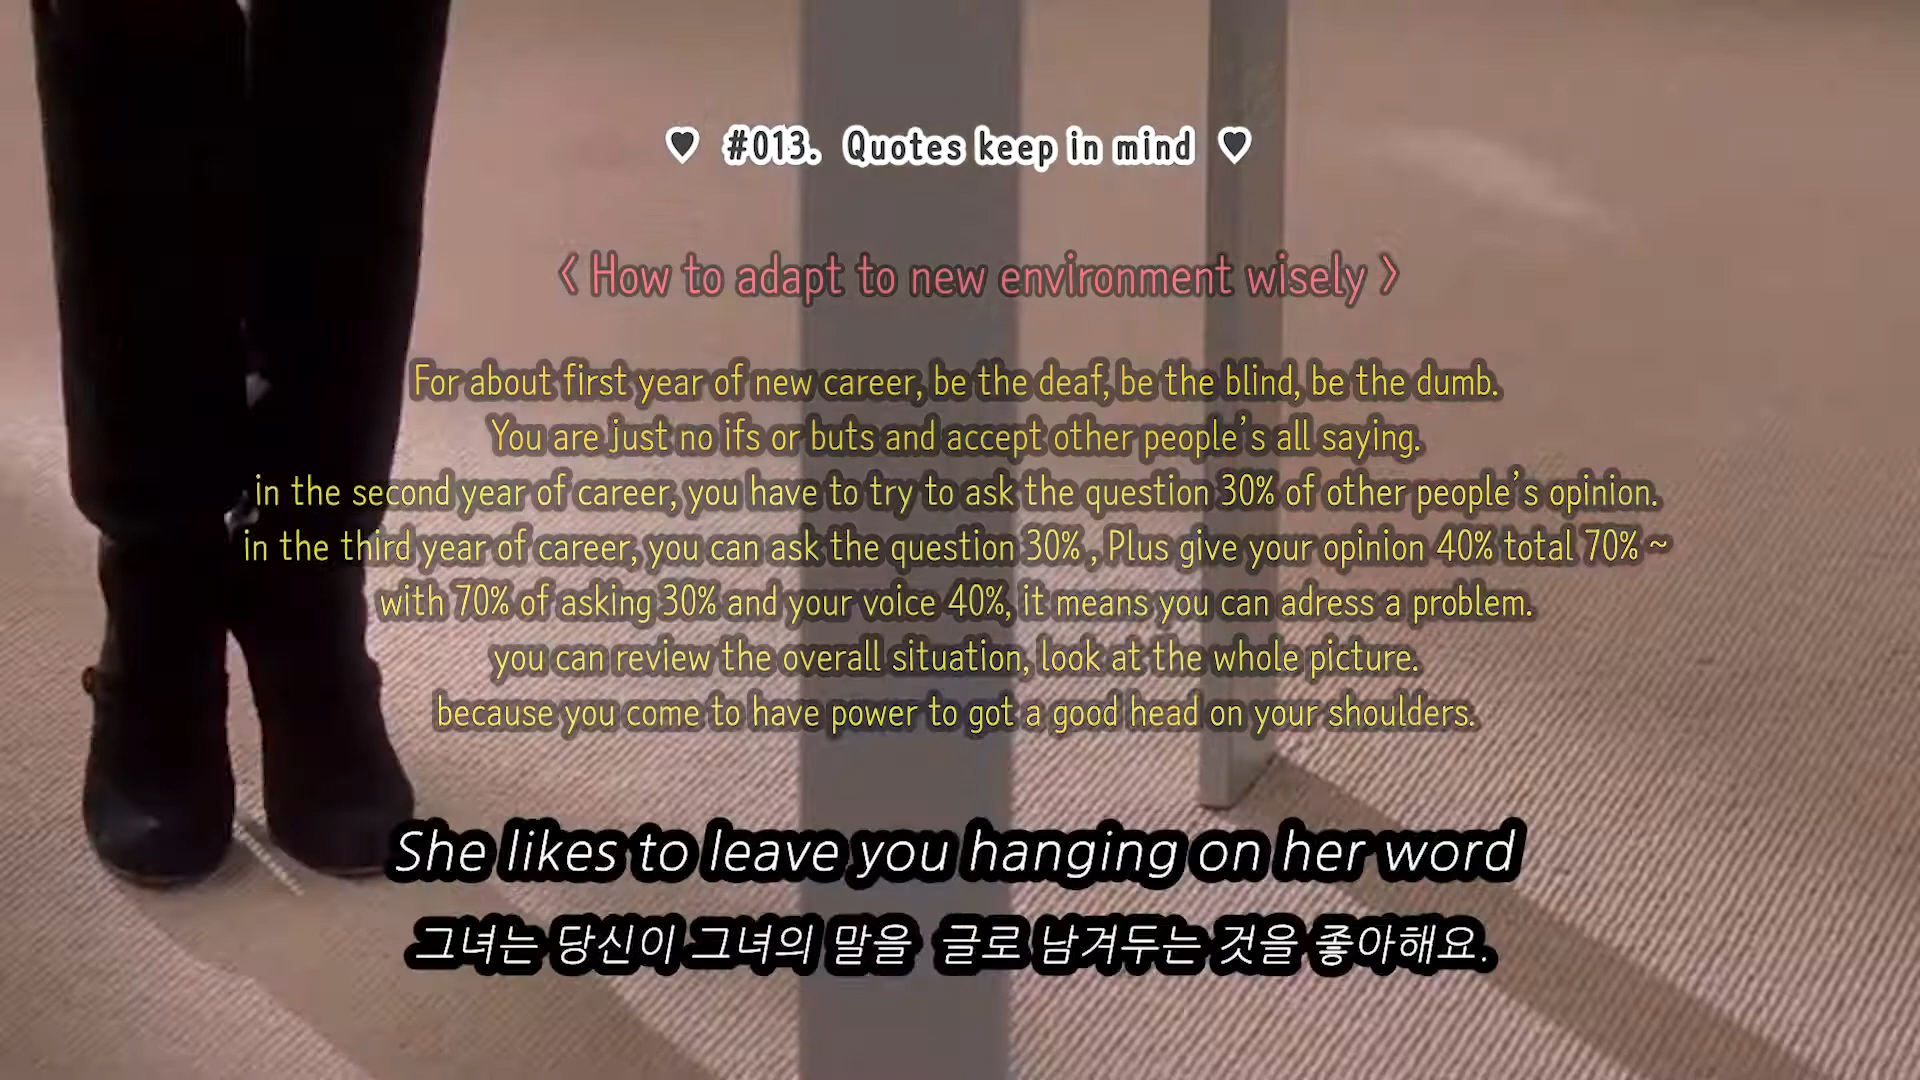 ♥ #013. Quotes keep in mind ♥
< How to adapt to new environment wisely >
For about first year of new career, be the deaf, be the blind, be the dumb.
You are just no ifs or buts and accept other people's all saying.
in the second year of career, you have to try to ask the question 30% of other people's opinion.
in the third year of career, you can ask the question 30% , Plus give your opinion 40% total 70% ~
with 70% of asking 30% and your voice 40%, it means you can adress a problem.
you can review the overall situation, look at the whole picture.
because you come to have power to got a good head on your shoulders.
She likes to leave you hanging on her word
그녀는 당신이 그녀의 말을 글로 남겨두는 것을 좋아해요.